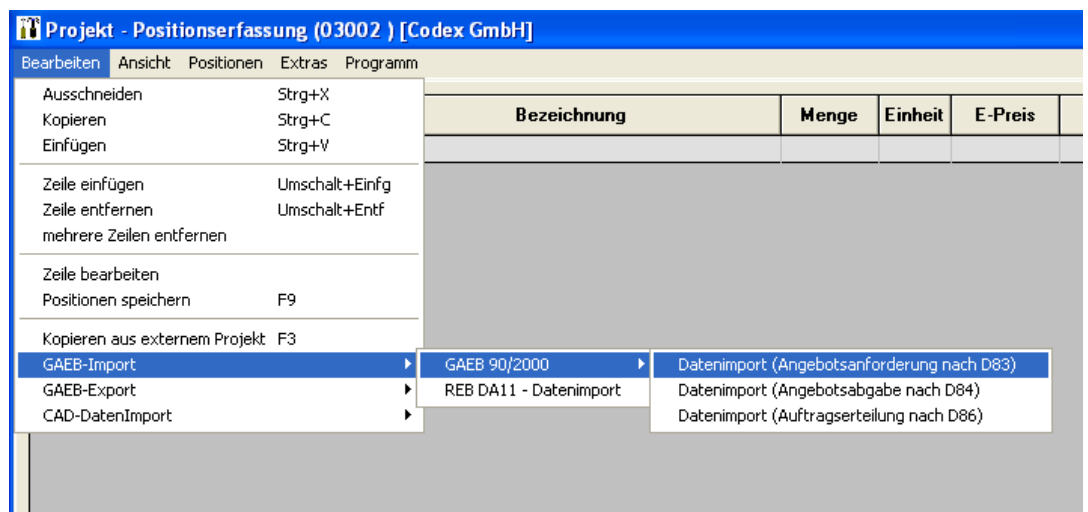 Projekt - Positionserfassung (03002 ) [Codex GmbH]
Bearbeiten Ansicht Positionen Extras Programm
Bezeichnung Menge Einheit E-Preis
Ausschneiden Strg+X
Kopieren Strg+C
Einfügen Strg+V
Zeile einfügen Umschalt+Einfg
Zeile entfernen Umschalt+Entf
mehrere Zeilen entfernen
Zeile bearbeiten
Positionen speichern F9
Kopieren aus externem Projekt F3
GAEB-Import
GAEB-Export
CAD-DatenImport
GAEB 90/2000
REB DA11 - Datenimport
Datenimport (Angebotsanforderung nach D83)
Datenimport (Angebotsabgabe nach D84)
Datenimport (Auftragserteilung nach D86)